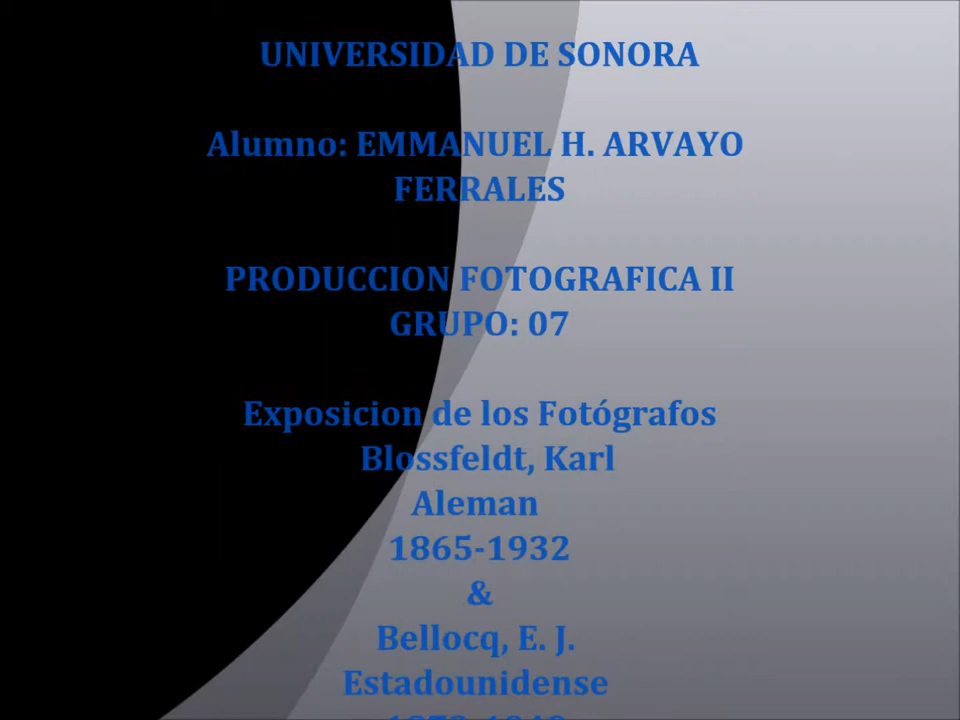 UNIVERSIDAD DE SONORA
Alumno: EMMANUEL H. ARVAYO
FERRALES
PRODUCCION FOTOGRAFICA II
GRUPO: 07
Exposicion de los Fotógrafos
Blossfeldt, Karl
Aleman
1865-1932
&
Bellocq, E. J.
Estadounidense